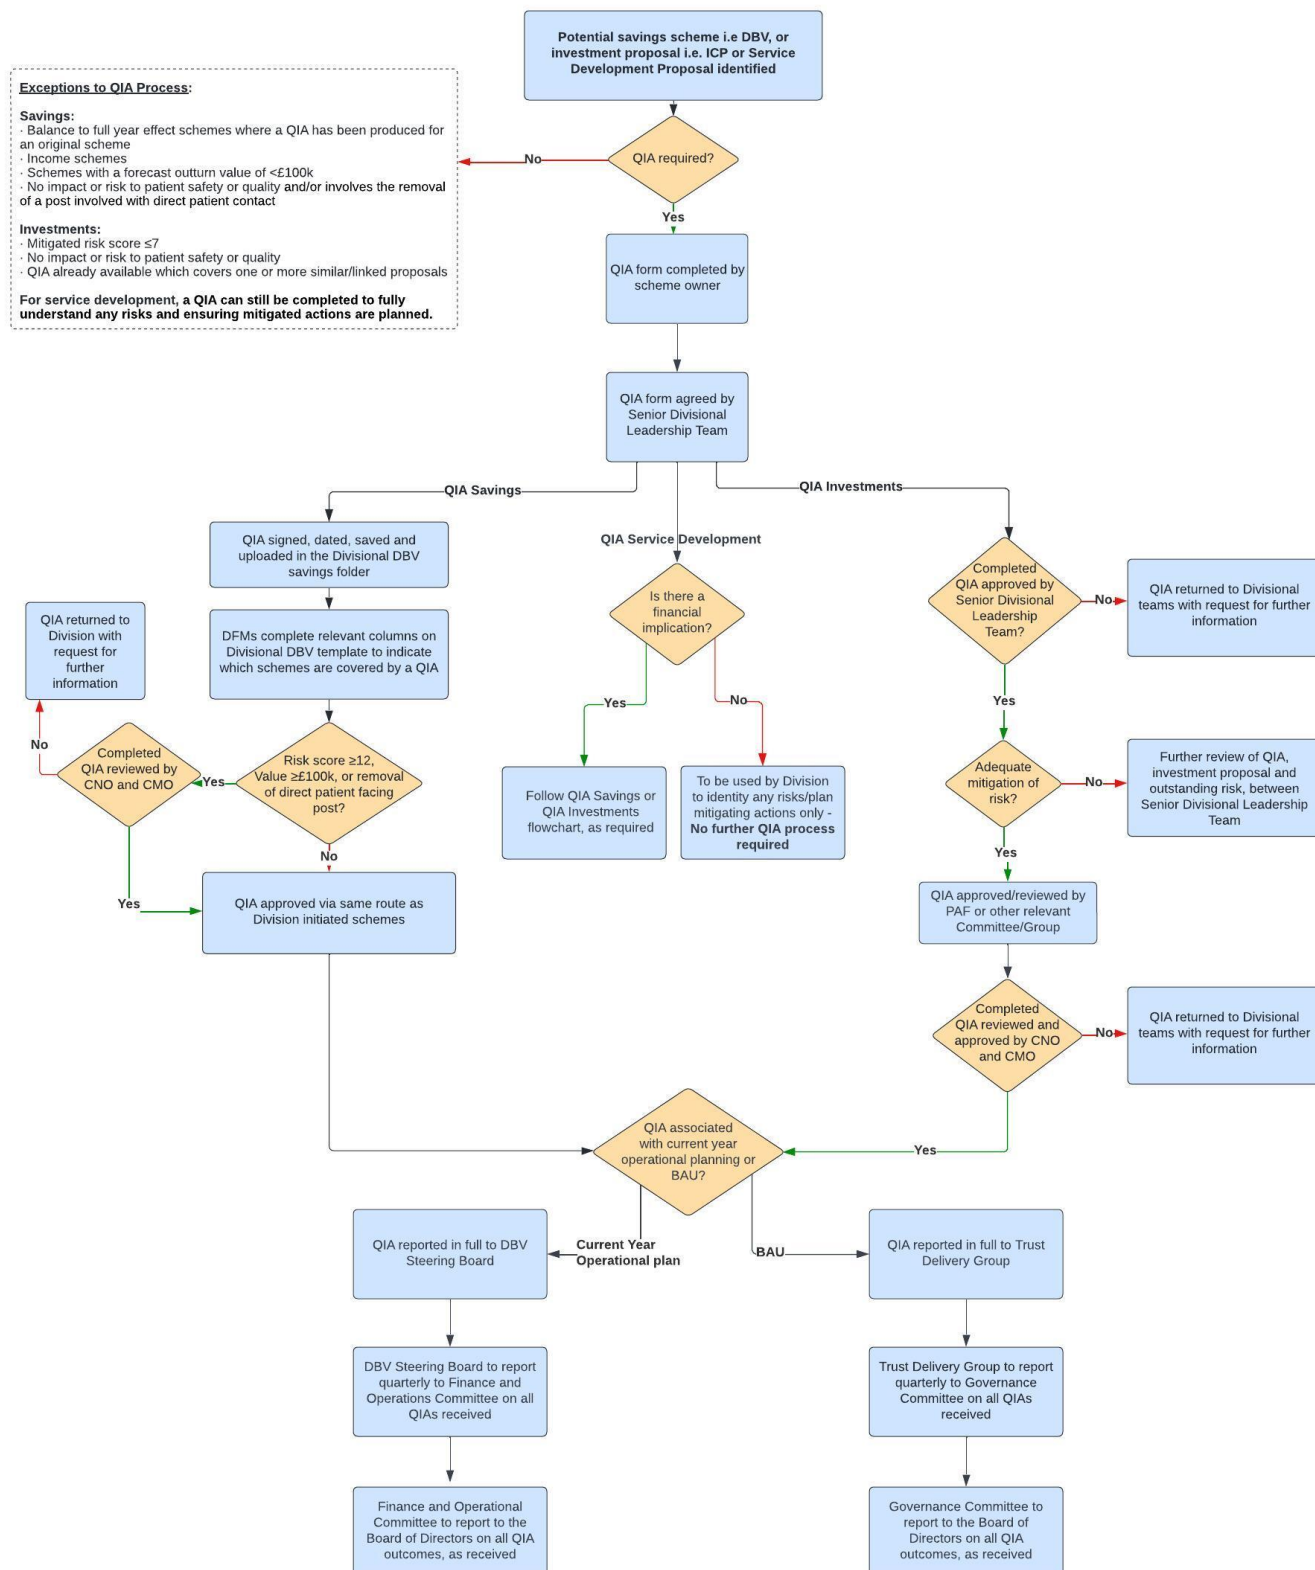 Potential savings scheme i.e DBV, or
investment proposal i.e. ICP or Service
Development Proposal identified
Exceptions to QIA Process:
Savings:
· Balance to full year effect schemes where a QIA has been produced for
an original scheme
· Income schemes
· Schemes with a forecast outturn value of <£100k
· No impact or risk to patient safety or quality and/or involves the removal
of a post involved with direct patient contact
Investments:
· Mitigated risk score ≤7
· No impact or risk to patient safety or quality
· QIA already available which covers one or more similar/linked proposals
For service development, a QIA can still be completed to fully
understand any risks and ensuring mitigated actions are planned.
No
QIA required?
Yes
QIA form completed by
scheme owner
QIA form agreed by
Senior Divisional
Leadership Team
QIA Savings
QIA Service Development
QIA Investments
QIA signed, dated, saved and
uploaded in the Divisional DBV
savings folder
DFMs complete relevant columns on
Divisional DBV template to indicate
which schemes are covered by a QIA
QIA returned to
Division with
request for
further
information
No
Completed
QIA reviewed by
CNO and CMO
Yes
Risk score ≥12,
Value ≥£100k, or removal
of direct patient facing
post?
No
Yes
QIA approved via same route as
Division initiated schemes
Is there a
financial
implication?
Yes
No
Follow QIA Savings or
QIA Investments
flowchart, as required
To be used by Division
to identity any risks/plan
mitigating actions only -
No further QIA process
required
Completed
QIA approved by
Senior Divisional
Leadership
Team?
No
QIA returned to Divisional
teams with request for further
information
Yes
Adequate
mitigation of
risk?
No
Further review of QIA,
investment proposal and
outstanding risk, between
Senior Divisional Leadership
Team
Yes
QIA approved/reviewed by
PAF or other relevant
Committee/Group
Completed
QIA reviewed and
approved by CNO
and CMO
No
QIA returned to Divisional
teams with request for further
information
Yes
QIA associated
with current year
operational planning or
BAU?
Current Year
Operational plan
BAU
QIA reported in full to DBV
Steering Board
QIA reported in full to Trust
Delivery Group
DBV Steering Board to report
quarterly to Finance and
Operations Committee on all
QIAs received
Trust Delivery Group to report
quarterly to Governance
Committee on all QIAs
received
Finance and Operational
Committee to report to the
Board of Directors on all QIA
outcomes, as received
Governance Committee to
report to the Board of
Directors on all QIA
outcomes, as received